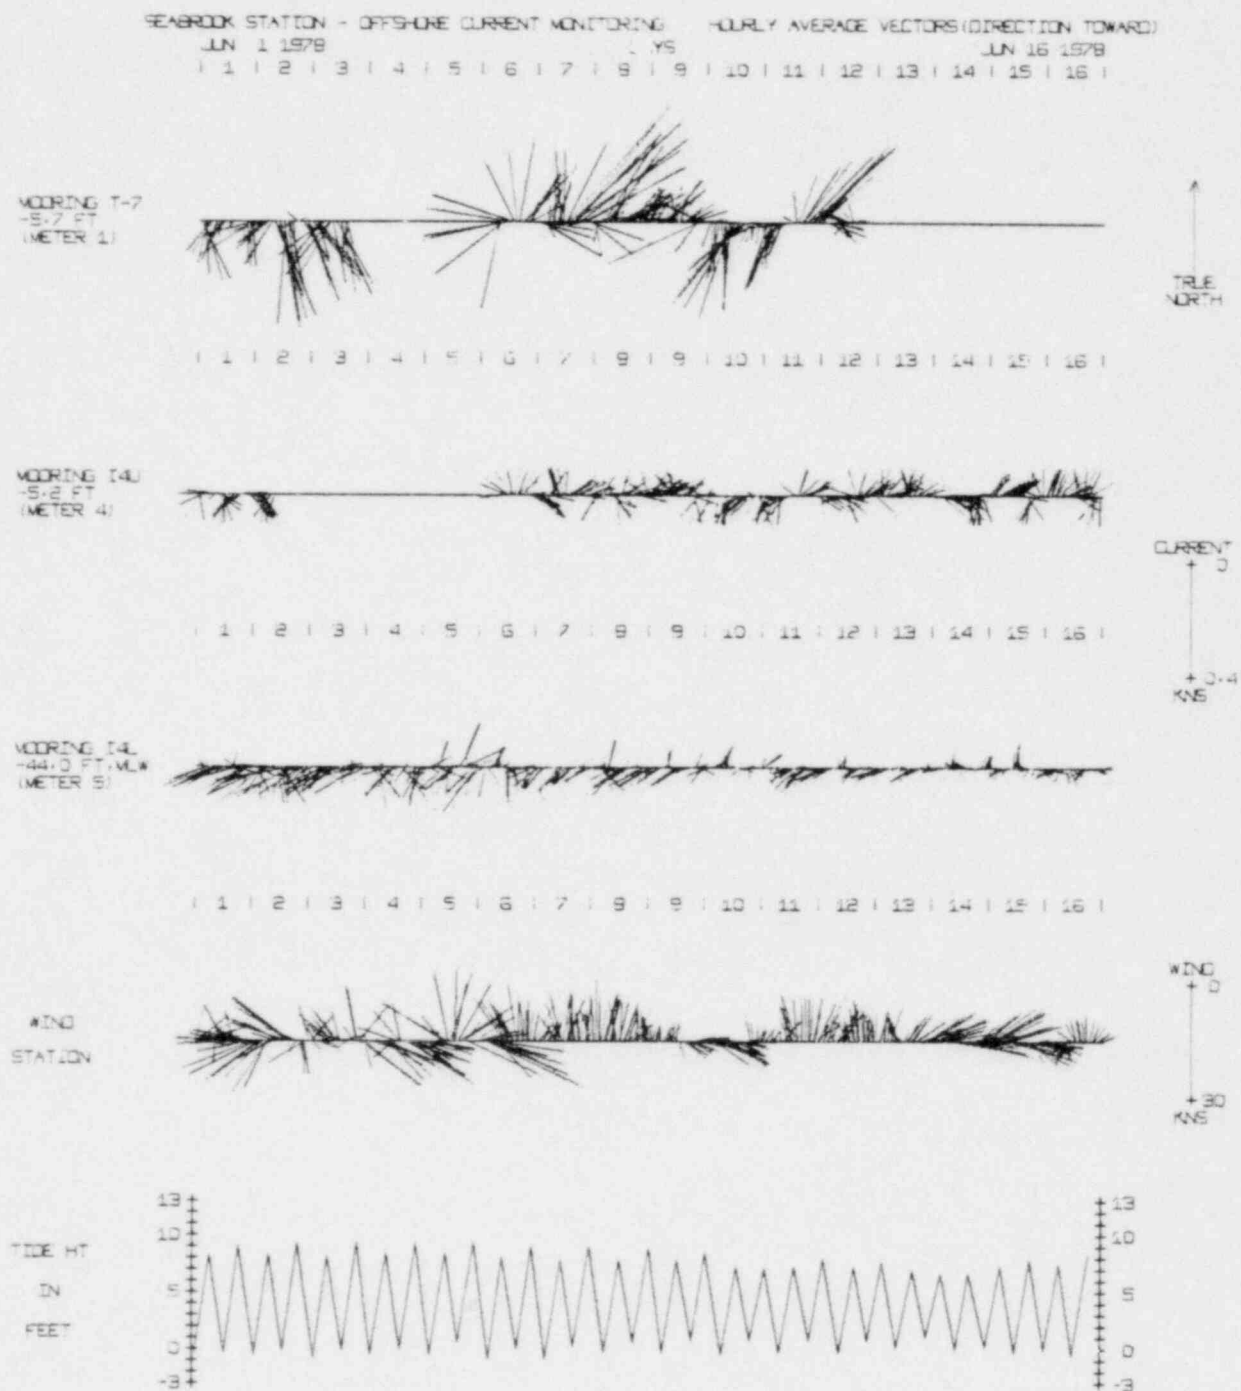 SEABROOK STATION - OFFSHORE CURRENT MONITORING HOURLY AVERAGE VECTORS(DIRECTION TOWARD)
JUN 1 1978 JUN 16 1978
| 1 | 2 | 3 | 4 | 5 | 6 | 7 | 8 | 9 | 10 | 11 | 12 | 13 | 14 | 15 | 16 |
MOORING T-7
-5.7 FT
(METER 1)
TRUE
NORTH
| 1 | 2 | 3 | 4 | 5 | 6 | 7 | 8 | 9 | 10 | 11 | 12 | 13 | 14 | 15 | 16 |
MOORING I4U
-5.2 FT
(METER 4)
CURRENT
0
| 1 | 2 | 3 | 4 | 5 | 6 | 7 | 8 | 9 | 10 | 11 | 12 | 13 | 14 | 15 | 16 |
0.4
KNS
MOORING I4L
-44.0 FT.MLW
(METER 5)
| 1 | 2 | 3 | 4 | 5 | 6 | 7 | 8 | 9 | 10 | 11 | 12 | 13 | 14 | 15 | 16 |
WIND
0
WIND
STATION
30
KNS
13 13
10 10
TIDE HT
IN 5 5
FEET
0 0
-3 -3